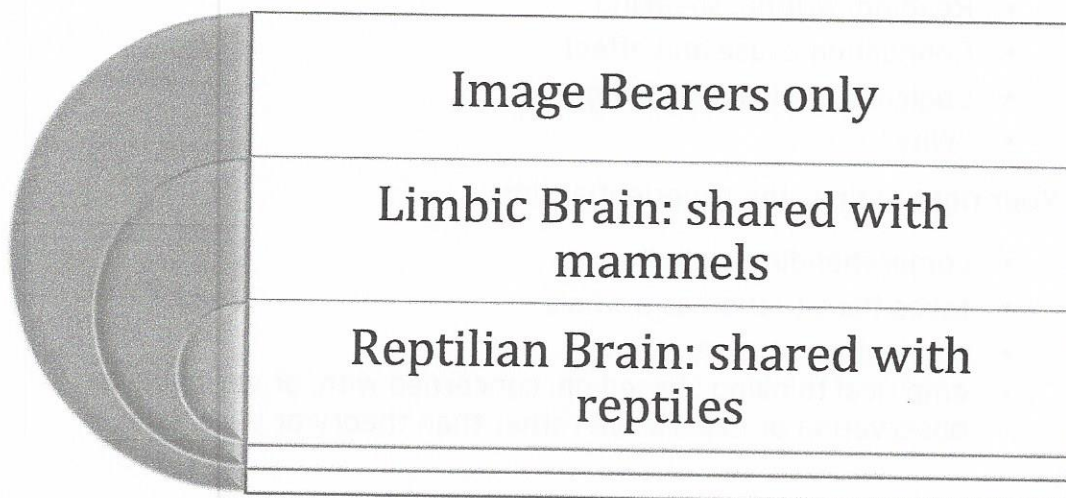 Image Bearers only
Limbic Brain: shared with
mammels
Reptilian Brain: shared with
reptiles